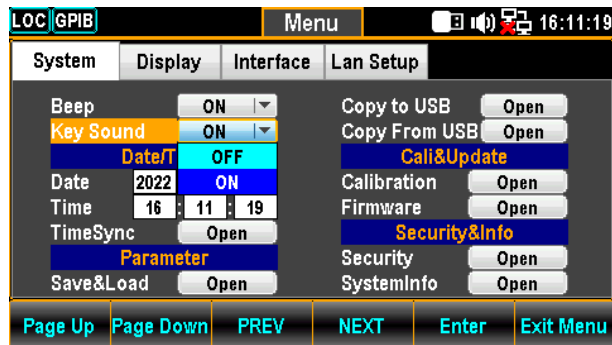 LOC GPIB Menu 16:11:19
System Display Interface Lan Setup
Beep ON Copy to USB Open
Key Sound ON Copy From USB Open
Date/T OFF Cali&Update
Date 2022 ON Calibration Open
Time 16 : 11 : 19 Firmware Open
TimeSync Open Security&Info
Parameter Security Open
Save&Load Open SystemInfo Open
Page Up Page Down PREV NEXT Enter Exit Menu